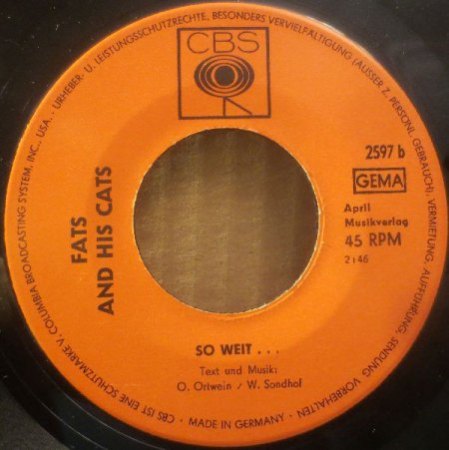 URHEBER- U. LEISTUNGSSCHUTZRECHTE, BESONDERS VERVIELFÄLTIGUNG (AUSSER Z. PERSÖNL. GEBRAUCH), VERMIETUNG, AUFFÜHRUNG, SENDUNG VORBEHALTEN
CBS
2597 b
GEMA
April
Musikverlag
45 RPM
2:46
FATS
AND HIS CATS
SO WEIT . . .
Text und Musik:
O. Ortwein / W. Sandhof
CBS IST EINE SCHUTZMARKE V. COLUMBIA BROADCASTING SYSTEM, INC., USA · MADE IN GERMANY ·